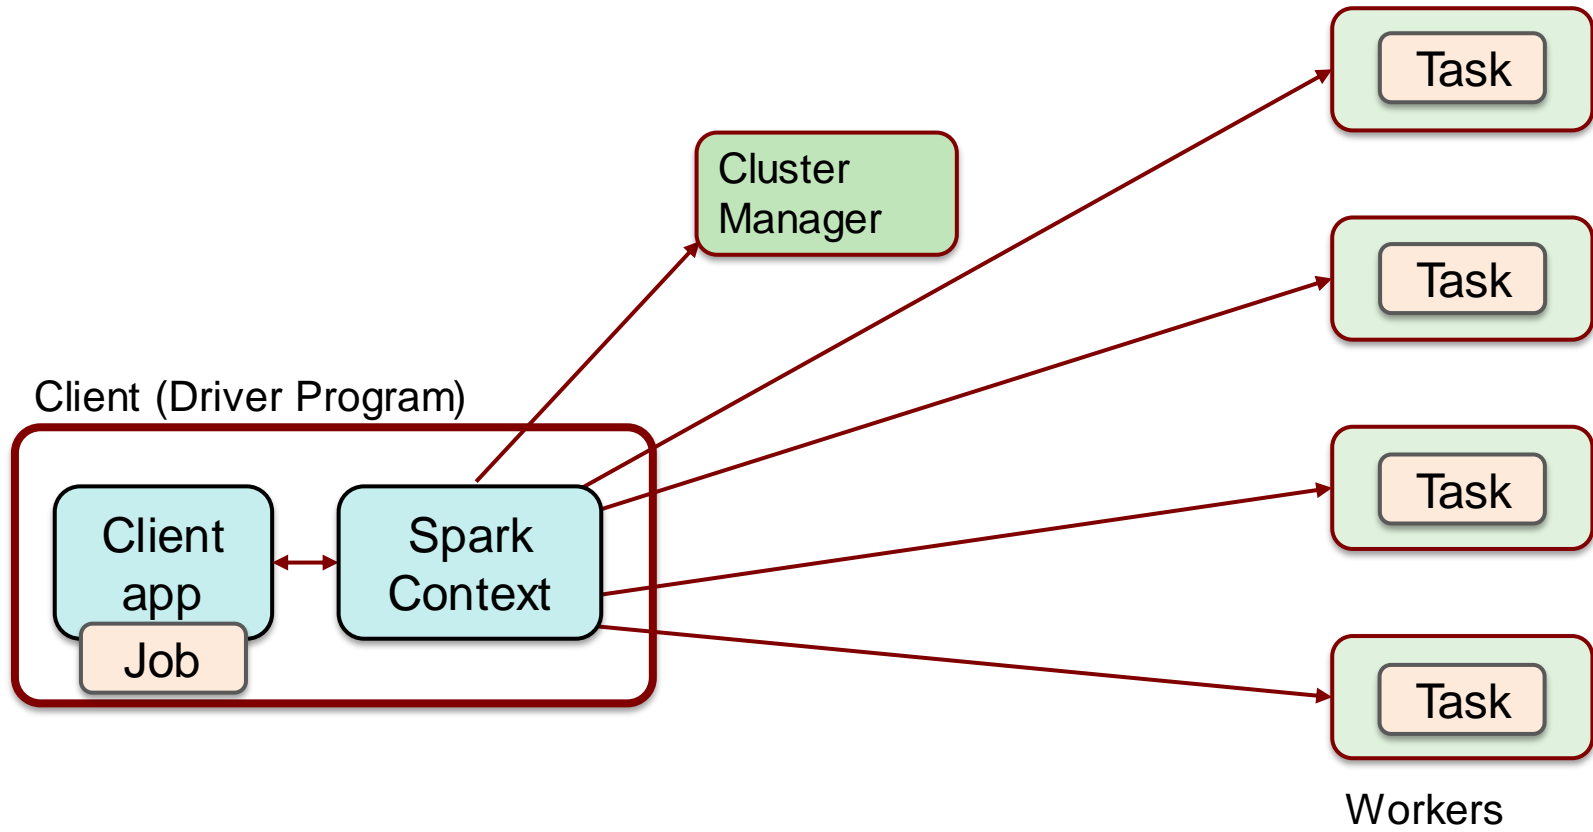 Task
Cluster
Manager
Task
Client (Driver Program)
Client
app
Spark
Context
Job
Task
Task
Workers